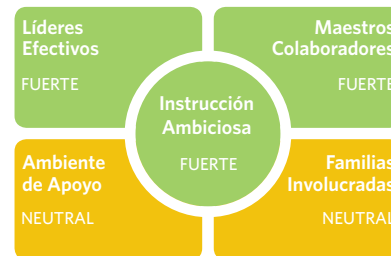 Líderes
Efectivos
FUERTE
Maestros
Colaboradores
FUERTE
Instrucción
Ambiciosa
FUERTE
Ambiente
de Apoyo
NEUTRAL
Familias
Involucradas
NEUTRAL